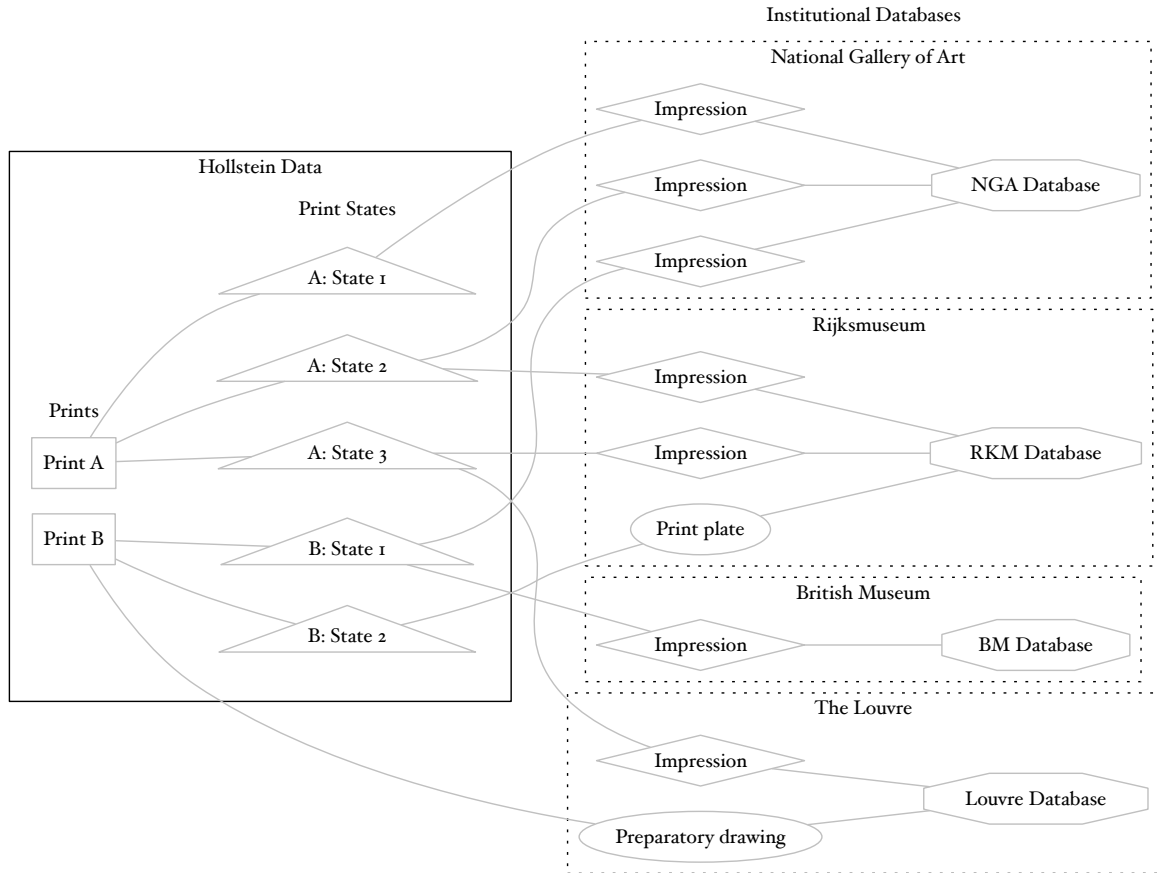 Institutional Databases
Hollstein Data
Print States
A: State 1
A: State 2
Prints
Print A
A: State 3
Print B
B: State 1
B: State 2
National Gallery of Art
Impression
Impression
NGA Database
Impression
Rijksmuseum
Impression
Impression
RKM Database
Print plate
British Museum
Impression
BM Database
The Louvre
Impression
Louvre Database
Preparatory drawing